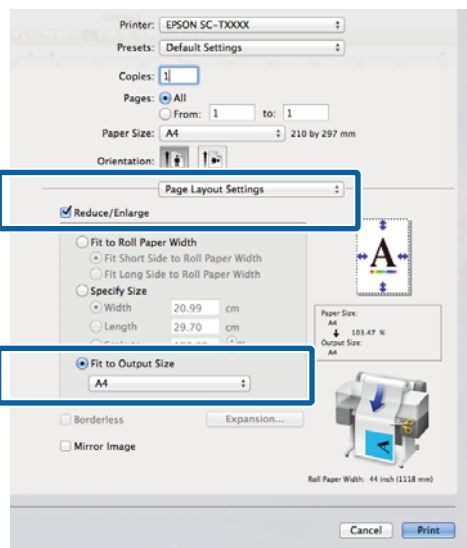 Printer: EPSON SC-TXXXX
Presets: Default Settings
Copies: 1
Pages: All
From: 1 to: 1
Paper Size: A4 210 by 297 mm
Orientation:
Page Layout Settings
Reduce/Enlarge
Fit to Roll Paper Width
Fit Short Side to Roll Paper Width
Fit Long Side to Roll Paper Width
Specify Size
Width 20.99 cm
Length 29.70 cm
A
Paper Size:
A4
103.47 %
Output Size:
A4
Fit to Output Size
A4
Borderless Expansion...
Mirror Image
Roll Paper Width: 44 inch (1118 mm)
Cancel Print